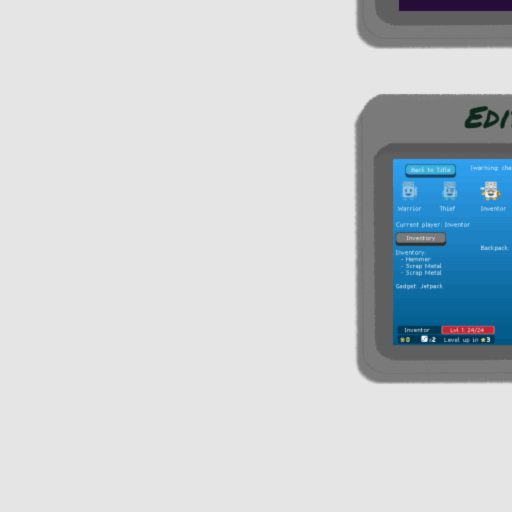 EDI
Back to Title
(warning: cha
Warrior
Thief
Inventor
Current player: Inventor
Inventory
Backpack:
Inventory:
- Hammer
- Scrap Metal
- Scrap Metal
Gadget: Jetpack
Inventor
Lvl 1: 24/24
0
2
Level up in 3